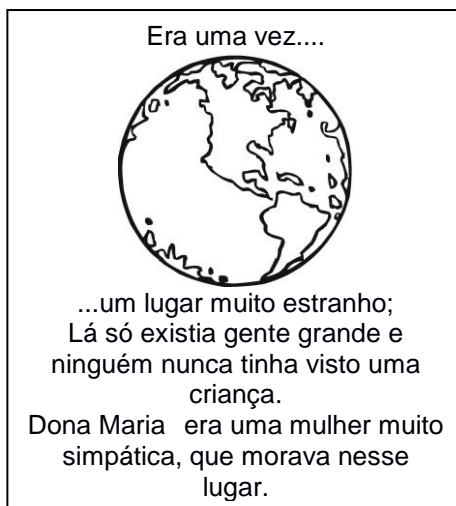 Era uma vez....
...um lugar muito estranho;
Lá só existia gente grande e
ninguém nunca tinha visto uma
criança.
Dona Maria era uma mulher muito
simpática, que morava nesse
lugar.